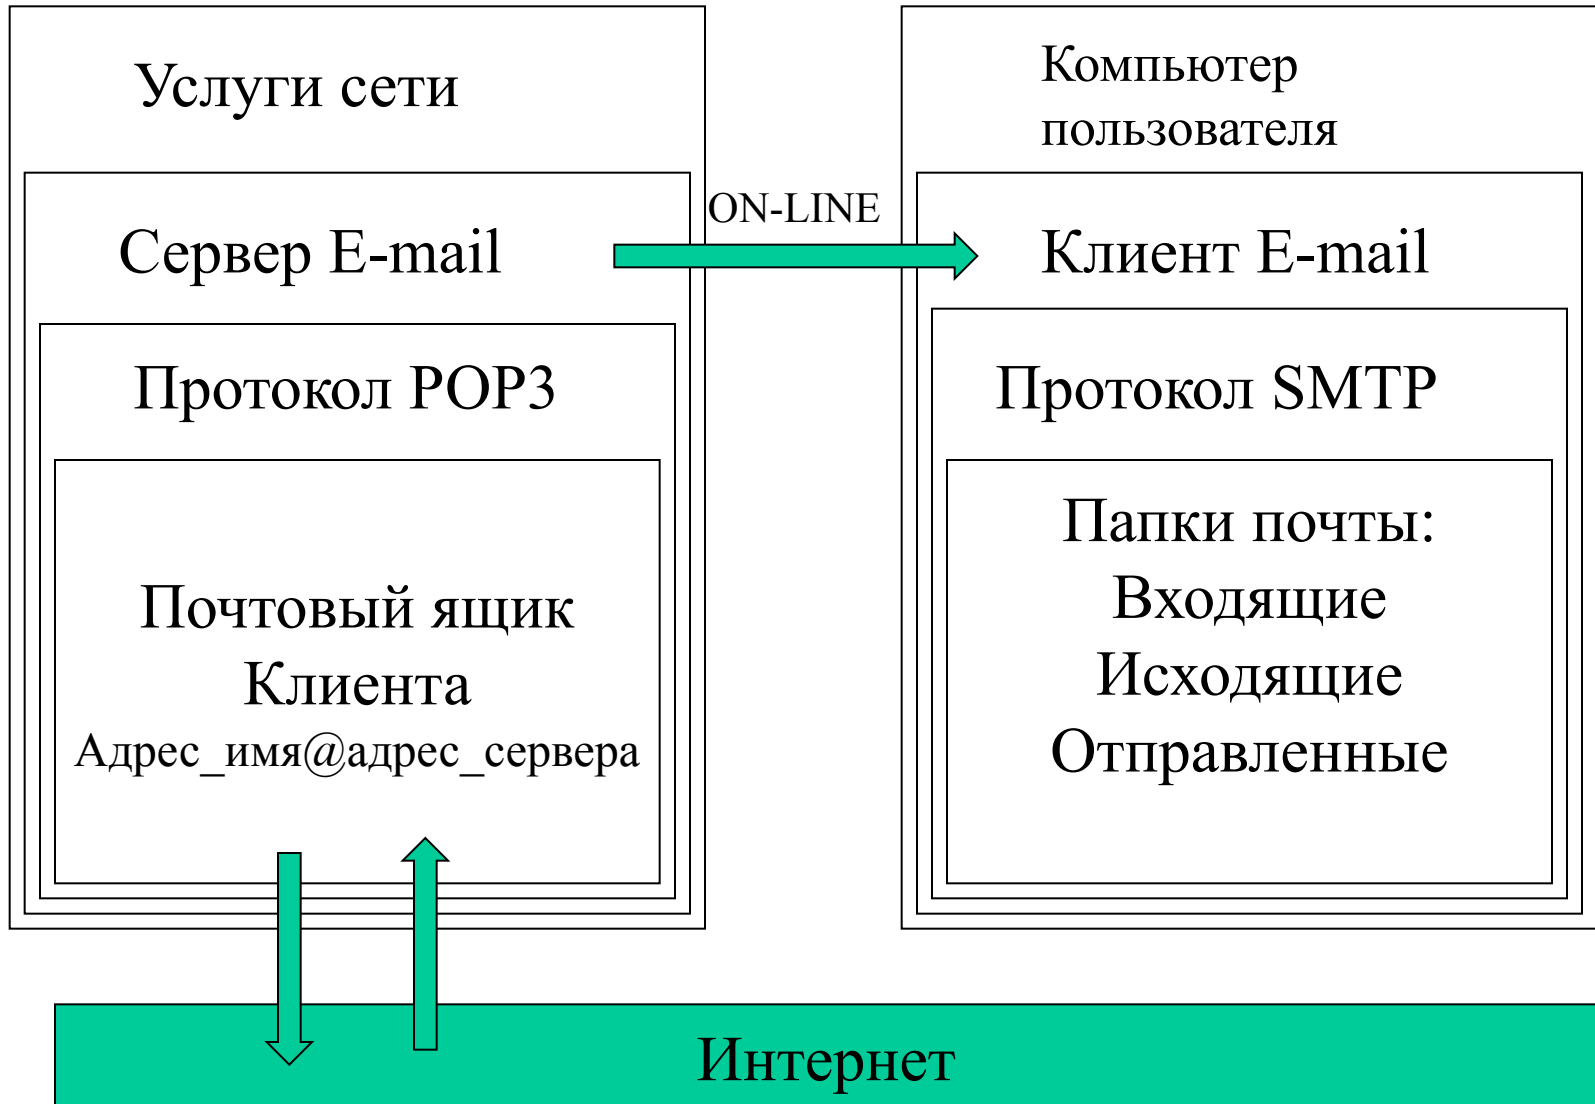 Услуги сети
Сервер E-mail
Протокол POP3
Почтовый ящик
Клиента
Адрес_имя@адрес_сервера
ON-LINE
Компьютер
пользователя
Клиент E-mail
Протокол SMTP
Папки почты:
Входящие
Исходящие
Отправленные
Интернет